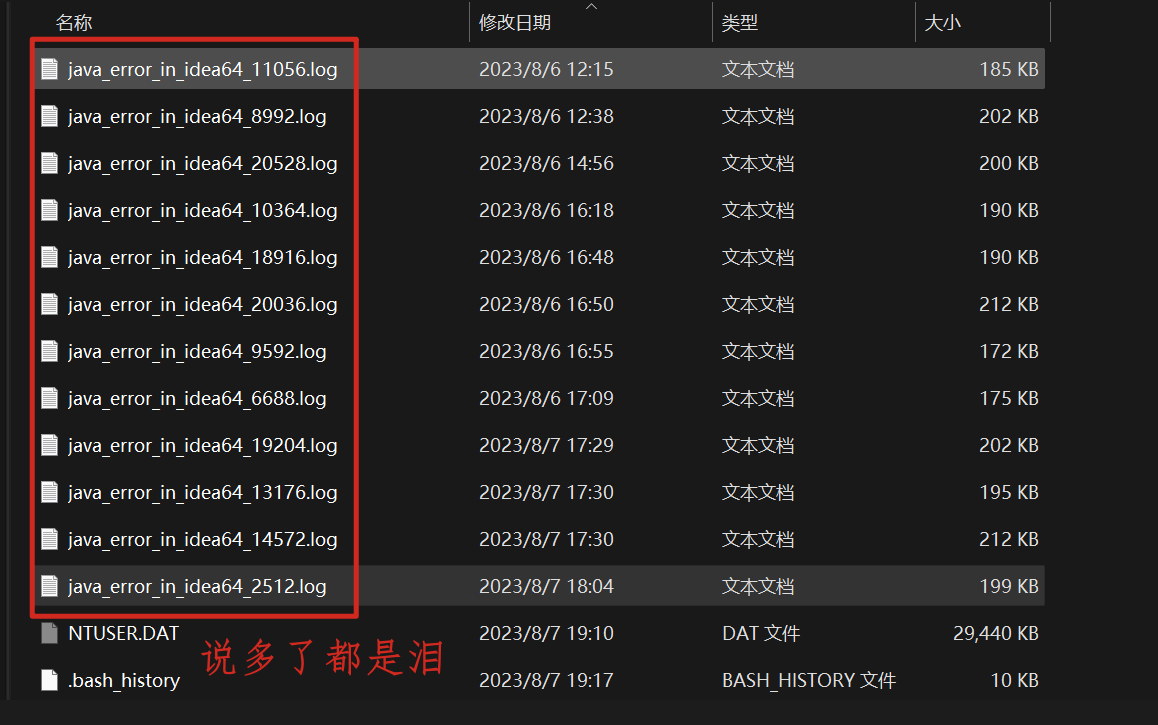 名称 修改日期 类型 大小
java_error_in_idea64_11056.log 2023/8/6 12:15 文本文档 185 KB
java_error_in_idea64_8992.log 2023/8/6 12:38 文本文档 202 KB
java_error_in_idea64_20528.log 2023/8/6 14:56 文本文档 200 KB
java_error_in_idea64_10364.log 2023/8/6 16:18 文本文档 190 KB
java_error_in_idea64_18916.log 2023/8/6 16:48 文本文档 190 KB
java_error_in_idea64_20036.log 2023/8/6 16:50 文本文档 212 KB
java_error_in_idea64_9592.log 2023/8/6 16:55 文本文档 172 KB
java_error_in_idea64_6688.log 2023/8/6 17:09 文本文档 175 KB
java_error_in_idea64_19204.log 2023/8/7 17:29 文本文档 202 KB
java_error_in_idea64_13176.log 2023/8/7 17:30 文本文档 195 KB
java_error_in_idea64_14572.log 2023/8/7 17:30 文本文档 212 KB
java_error_in_idea64_2512.log 2023/8/7 18:04 文本文档 199 KB
NTUSER.DAT 2023/8/7 19:10 DAT 文件 29,440 KB
说多了都是泪
.bash_history 2023/8/7 19:17 BASH_HISTORY 文件 10 KB